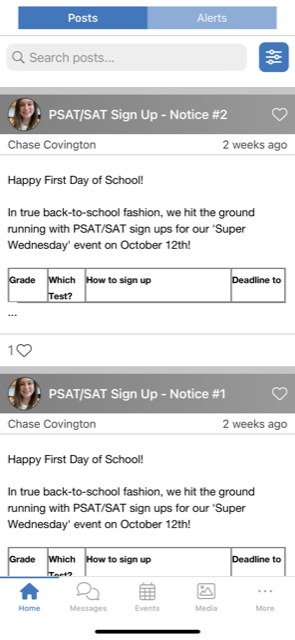 Posts
Alerts
Search posts...
PSAT/SAT Sign Up - Notice #2
Chase Covington
2 weeks ago
Happy First Day of School!
In true back-to-school fashion, we hit the ground
running with PSAT/SAT sign ups for our 'Super
Wednesday' event on October 12th!
Grade
Which
Test?
How to sign up
Deadline to
...
1
PSAT/SAT Sign Up - Notice #1
Chase Covington
2 weeks ago
Happy First Day of School!
In true back-to-school fashion, we hit the ground
running with PSAT/SAT sign ups for our 'Super
Wednesday' event on October 12th!
Grade
Which
Test?
How to sign up
Deadline to
Home
Messages
Events
Media
More